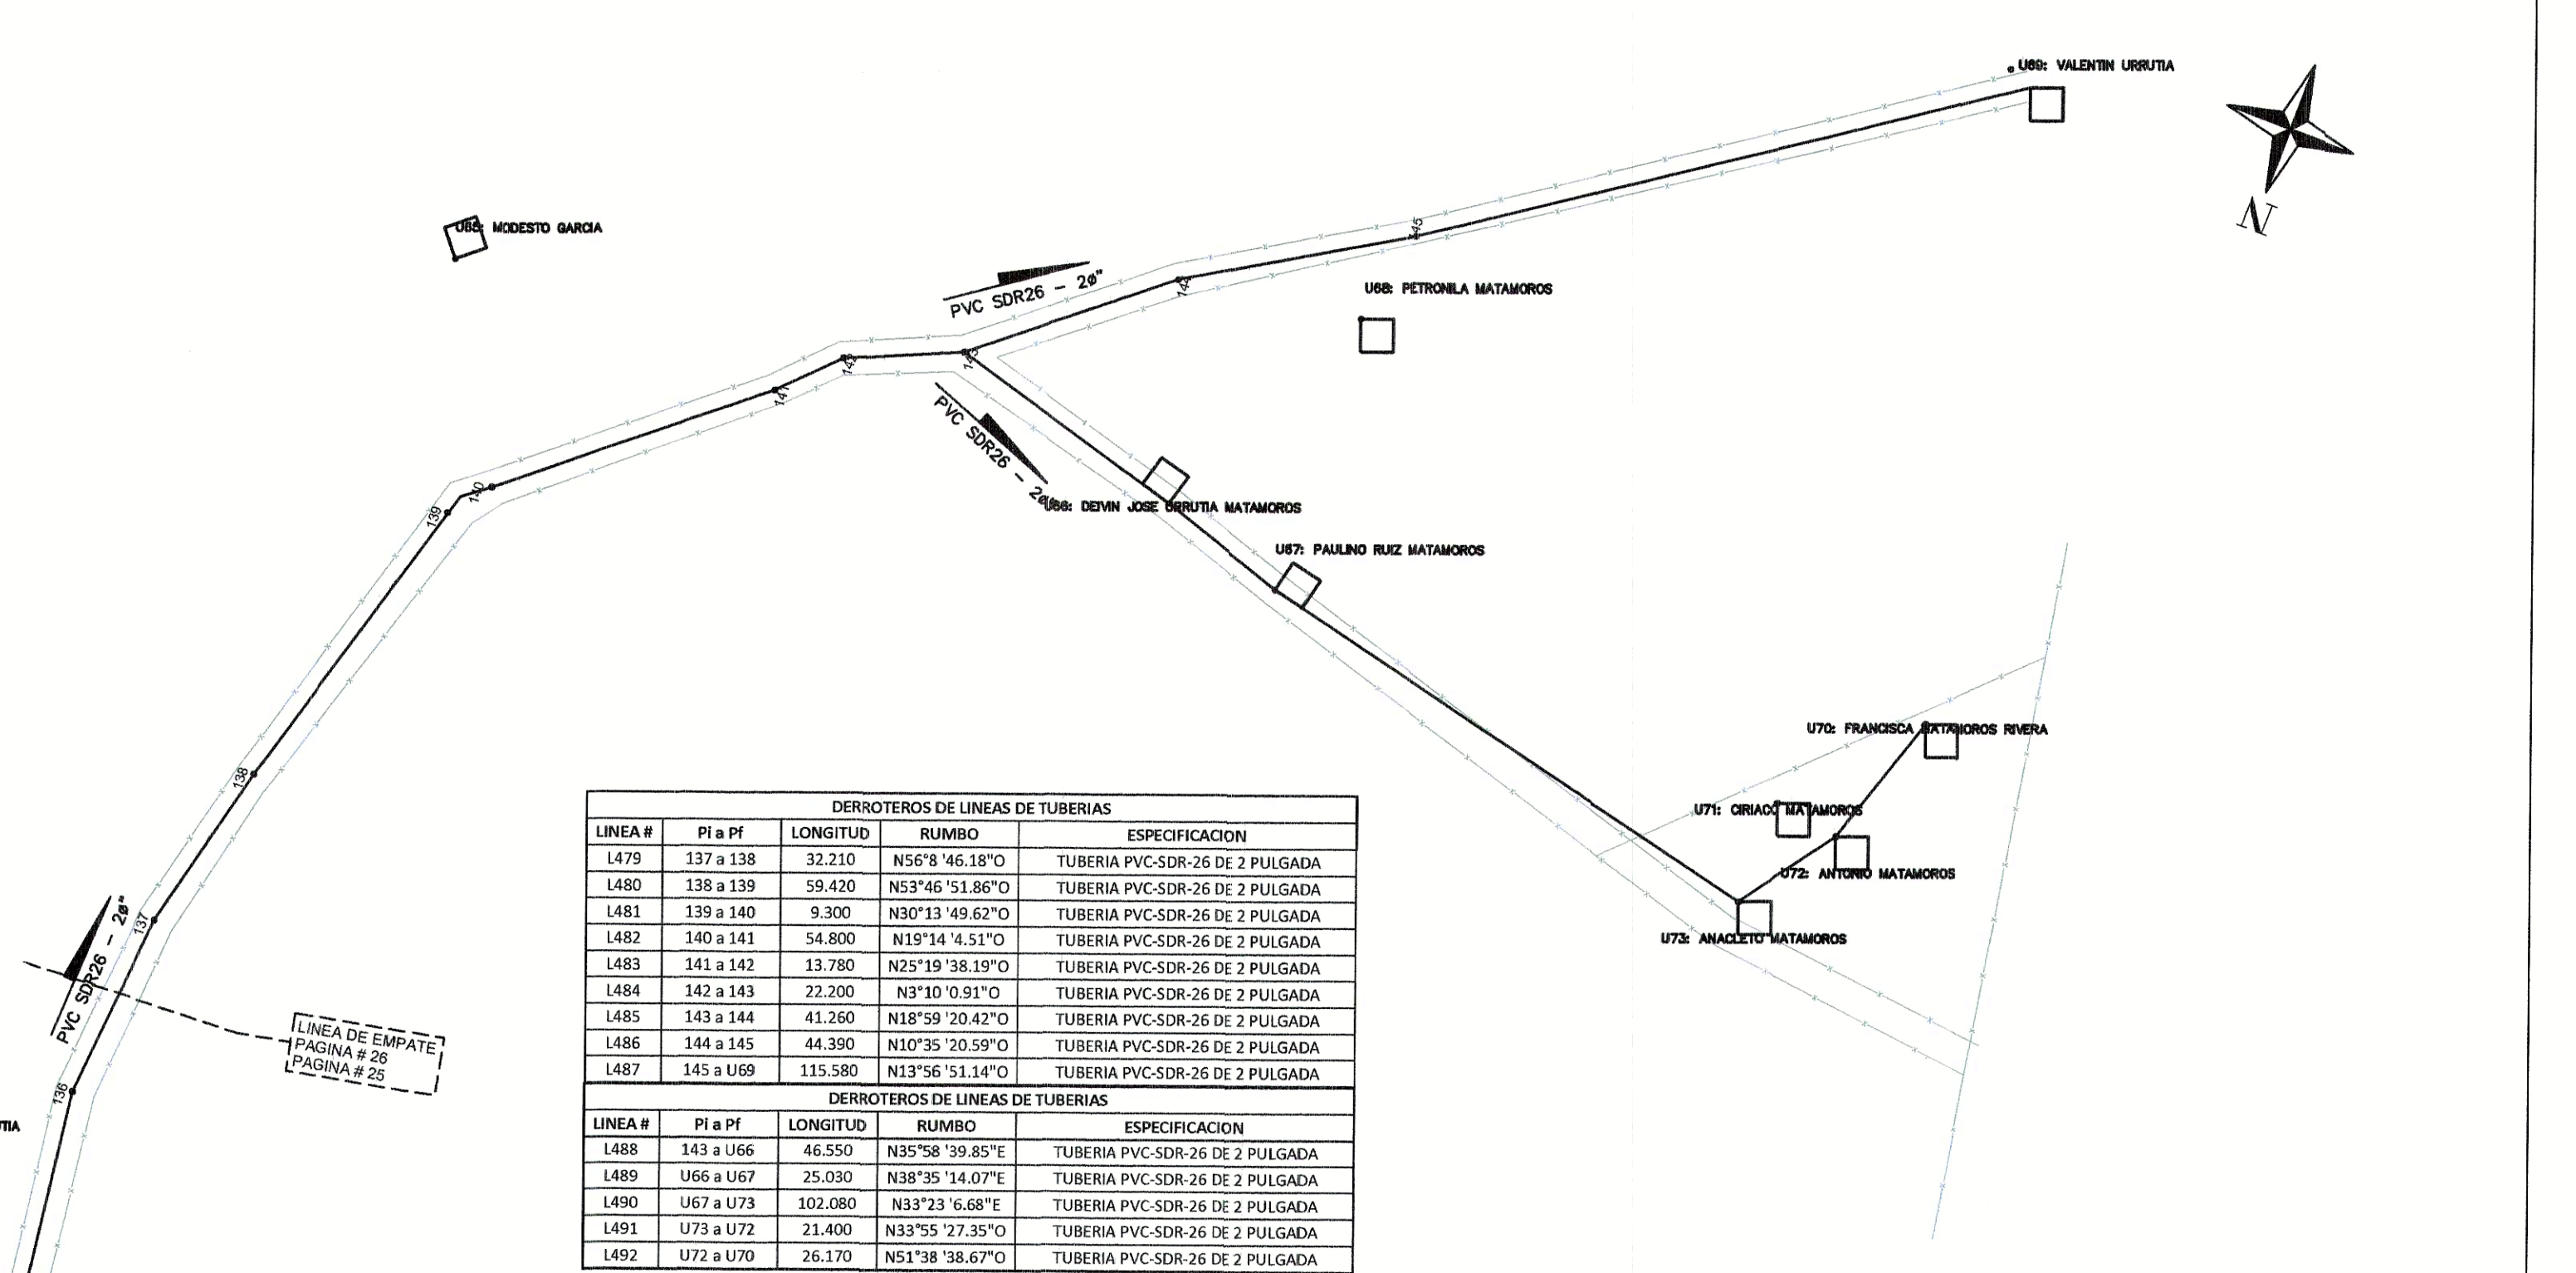 U69: VALENTIN URRUTIA
N
U65: MODESTO GARCIA
145
PVC SDR26 - 2ø"
144
U68: PETRONILA MATAMOROS
143
142
141
PVC SDR26 - 2ø"
140
139
U66: DEIVIN JOSE URRUTIA MATAMOROS
U67: PAULINO RUIZ MATAMOROS
138
U70: FRANCISCA MATAMOROS RIVERA
U71: CIRIACO MATAMOROS
U72: ANTONIO MATAMOROS
U73: ANACLETO MATAMOROS
137
PVC SDR26 - 2ø"
LINEA DE EMPATE
PAGINA # 26
PAGINA # 25
136
TIA
DERROTEROS DE LINEAS DE TUBERIAS
LINEA # Pi a Pf LONGITUD RUMBO ESPECIFICACION
L479 137 a 138 32.210 N56°8 '46.18"O TUBERIA PVC-SDR-26 DE 2 PULGADA
L480 138 a 139 59.420 N53°46 '51.86"O TUBERIA PVC-SDR-26 DE 2 PULGADA
L481 139 a 140 9.300 N30°13 '49.62"O TUBERIA PVC-SDR-26 DE 2 PULGADA
L482 140 a 141 54.800 N19°14 '4.51"O TUBERIA PVC-SDR-26 DE 2 PULGADA
L483 141 a 142 13.780 N25°19 '38.19"O TUBERIA PVC-SDR-26 DE 2 PULGADA
L484 142 a 143 22.200 N3°10 '0.91"O TUBERIA PVC-SDR-26 DE 2 PULGADA
L485 143 a 144 41.260 N18°59 '20.42"O TUBERIA PVC-SDR-26 DE 2 PULGADA
L486 144 a 145 44.390 N10°35 '20.59"O TUBERIA PVC-SDR-26 DE 2 PULGADA
L487 145 a U69 115.580 N13°56 '51.14"O TUBERIA PVC-SDR-26 DE 2 PULGADA
DERROTEROS DE LINEAS DE TUBERIAS
LINEA # Pi a Pf LONGITUD RUMBO ESPECIFICACION
L488 143 a U66 46.550 N35°58 '39.85"E TUBERIA PVC-SDR-26 DE 2 PULGADA
L489 U66 a U67 25.030 N38°35 '14.07"E TUBERIA PVC-SDR-26 DE 2 PULGADA
L490 U67 a U73 102.080 N33°23 '6.68"E TUBERIA PVC-SDR-26 DE 2 PULGADA
L491 U73 a U72 21.400 N33°55 '27.35"O TUBERIA PVC-SDR-26 DE 2 PULGADA
L492 U72 a U70 26.170 N51°38 '38.67"O TUBERIA PVC-SDR-26 DE 2 PULGADA